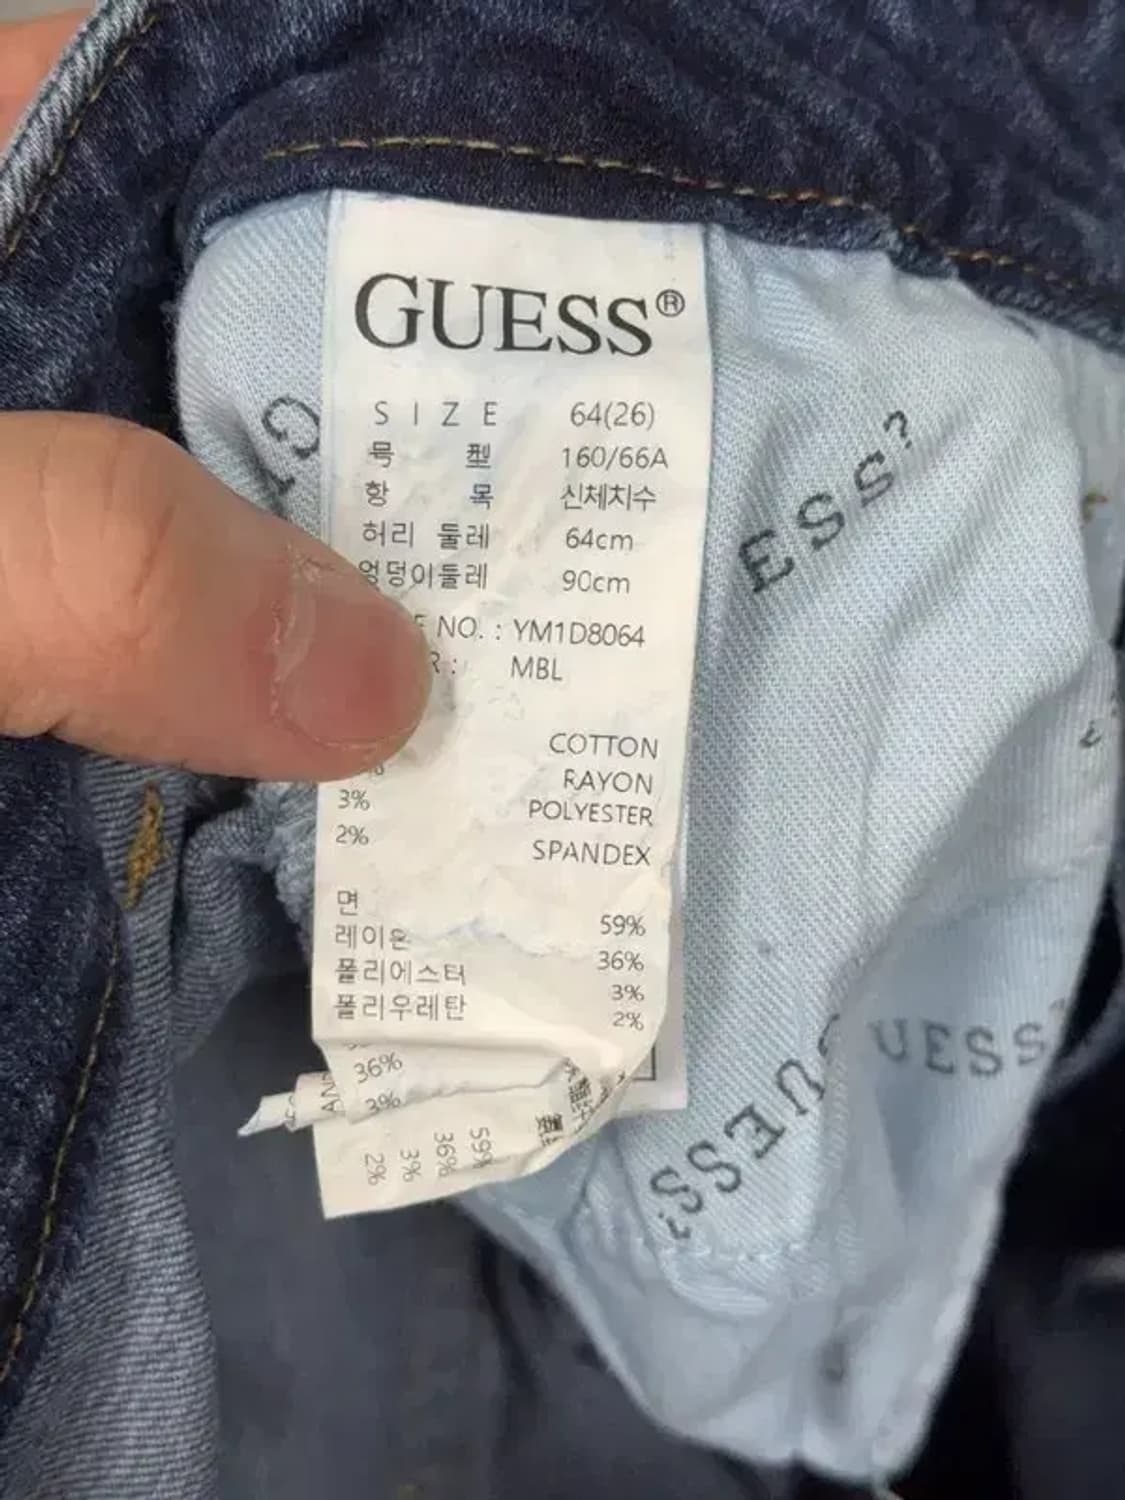 GUESS®
SIZE 64(26)
号 型 160/66A
항 목 신체치수
허리 둘레 64cm
엉덩이둘레 90cm
NO. : YM1D8064
R : MBL
COTTON
RAYON
3% POLYESTER
2% SPANDEX
면 59%
레이온 36%
폴리에스터 3%
폴리우레탄 2%
36%
3%
59%
36%
3%
2%
ESS?
UESS?
GUESS?